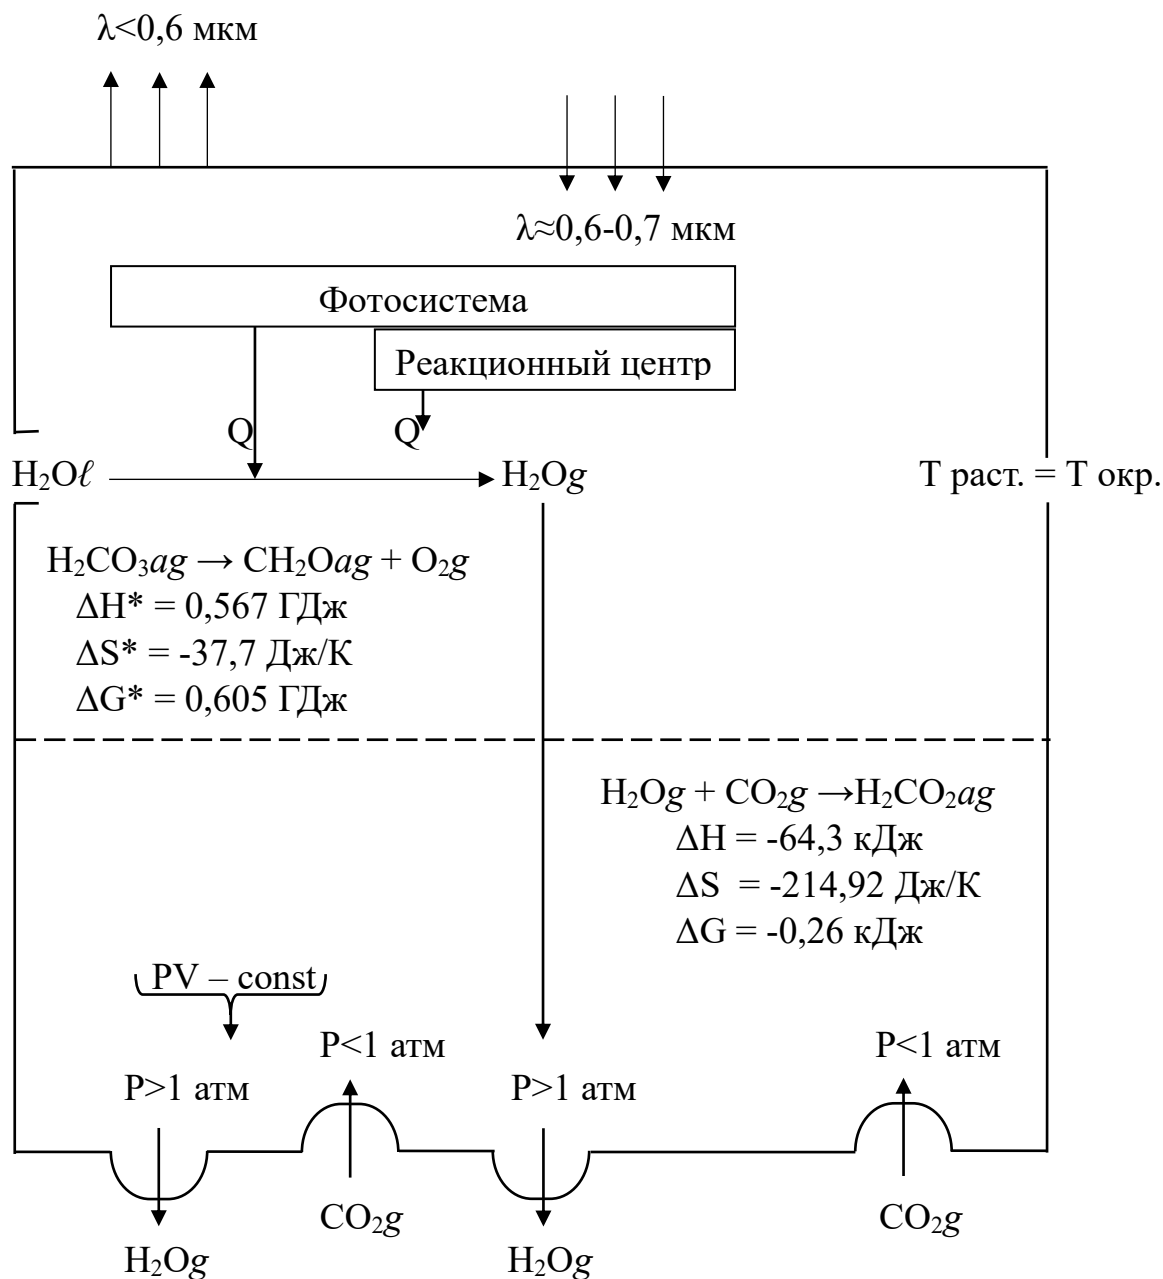 λ<0,6 мкм
λ≈0,6-0,7 мкм
Фотосистема
Реакционный центр
Q
Q
H₂Oℓ
H₂Og
Т раст. = Т окр.
H₂CO₃ag → CH₂Oag + O₂g
ΔH* = 0,567 ГДж
ΔS* = -37,7 Дж/К
ΔG* = 0,605 ГДж
H₂Og + CO₂g →H₂CO₂ag
ΔH = -64,3 кДж
ΔS = -214,92 Дж/К
ΔG = -0,26 кДж
PV – const
P<1 атм
P<1 атм
P>1 атм
P>1 атм
CO₂g
CO₂g
H₂Og
H₂Og